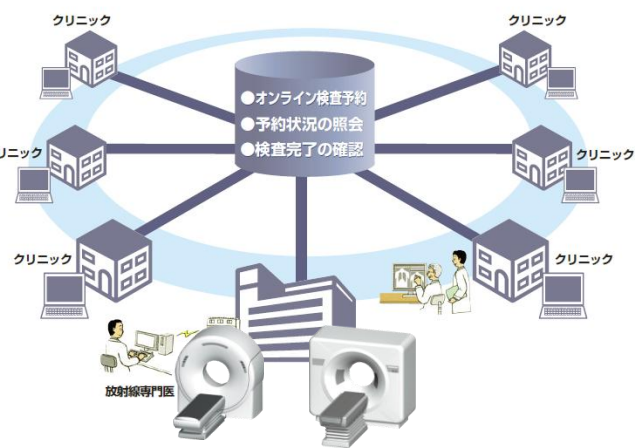 クリニック
クリニック
●オンライン検査予約
●予約状況の照会
●検査完了の確認
リニック
クリニック
クリニック
クリニック
放射線専門医